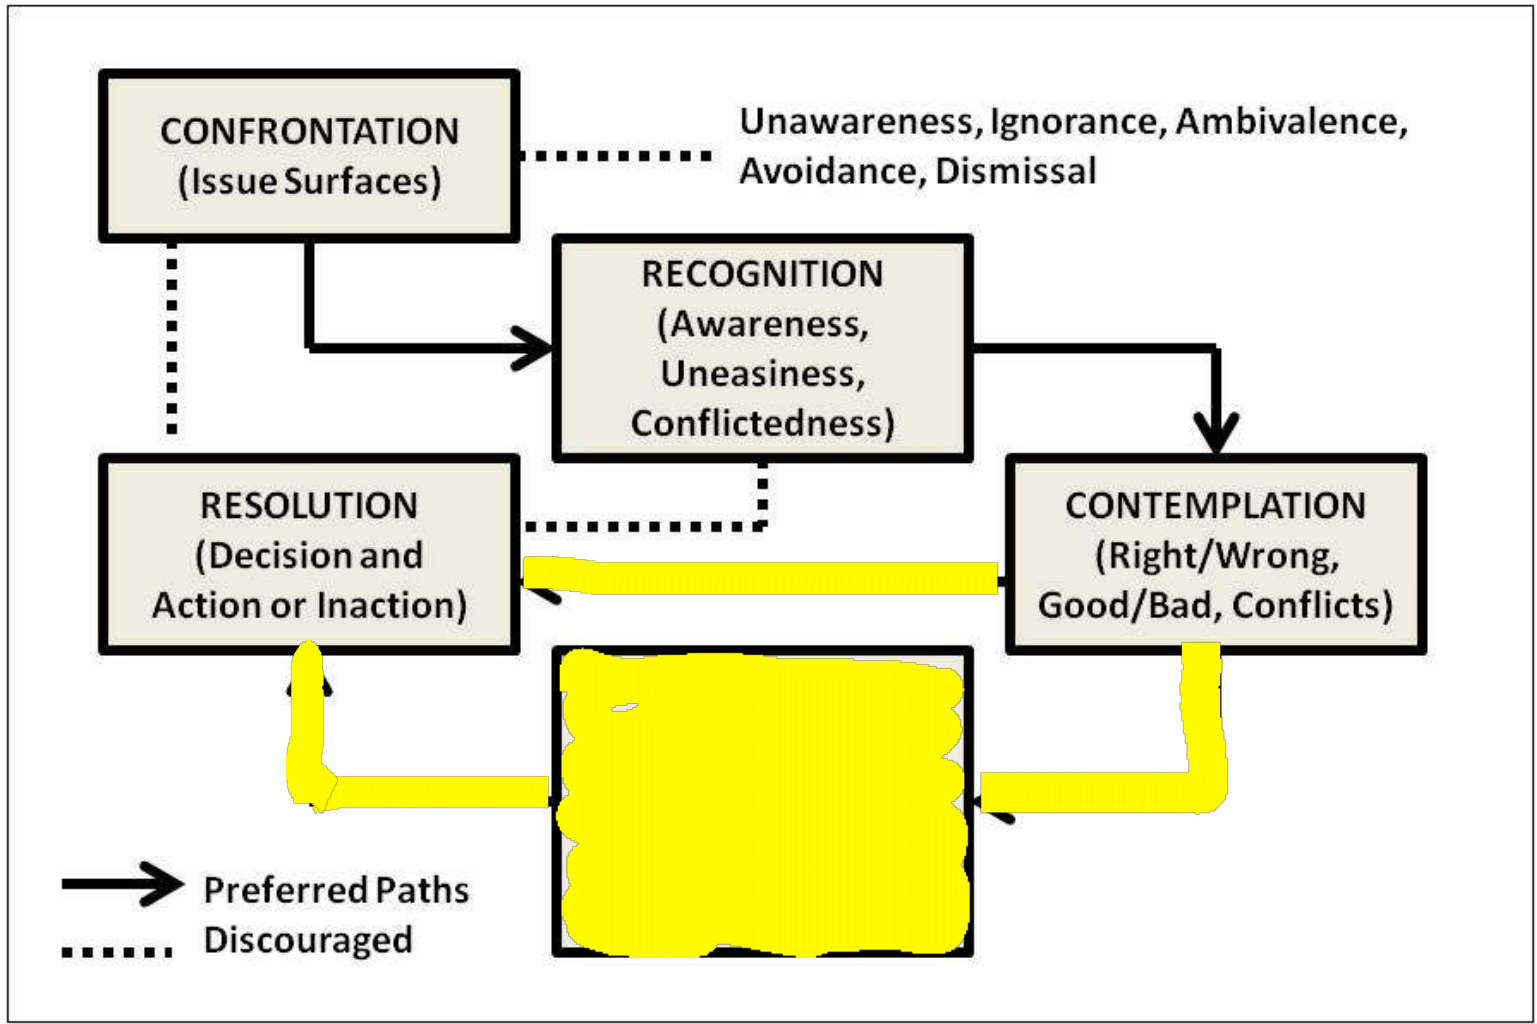 CONFRONTATION
(Issue Surfaces)
Unawareness, Ignorance, Ambivalence,
Avoidance, Dismissal
RECOGNITION
(Awareness,
Uneasiness,
Conflictedness)
RESOLUTION
(Decision and
Action or Inaction)
CONTEMPLATION
(Right/Wrong,
Good/Bad, Conflicts)
Preferred Paths
Discouraged